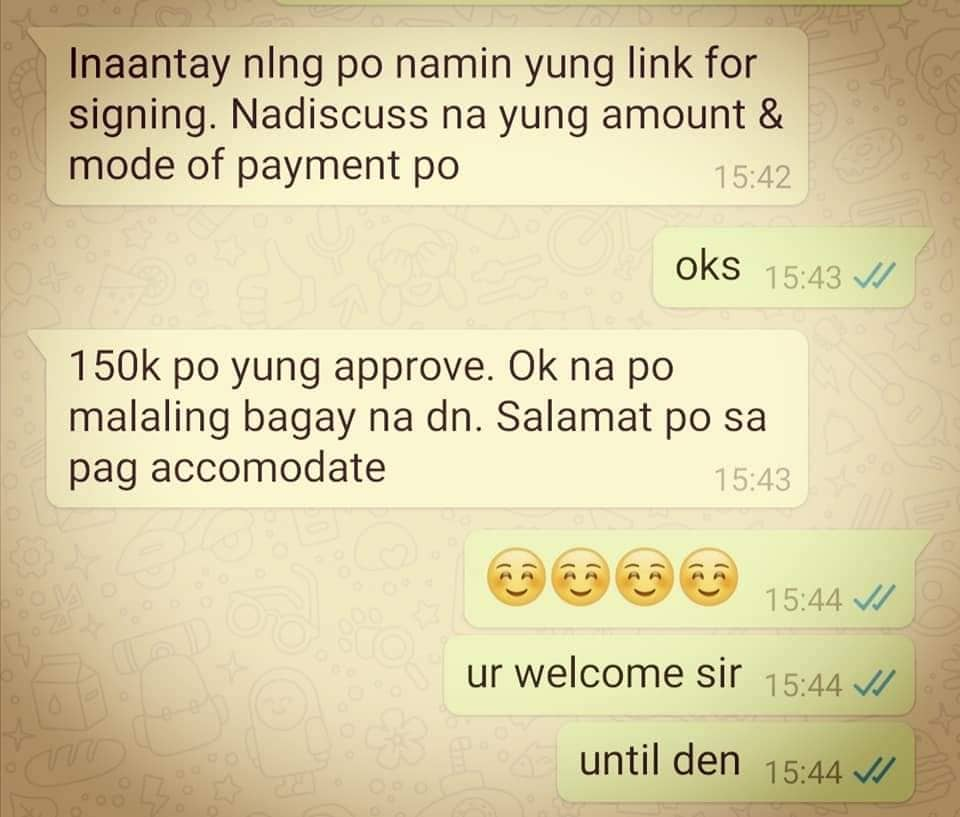 Inaantay nlng po namin yung link for
signing. Nadiscuss na yung amount &
mode of payment po
15:42
oks 15:43
150k po yung approve. Ok na po
malaling bagay na dn. Salamat po sa
pag accomodate
15:43
☺️☺️☺️☺️ 15:44
ur welcome sir 15:44
until den 15:44